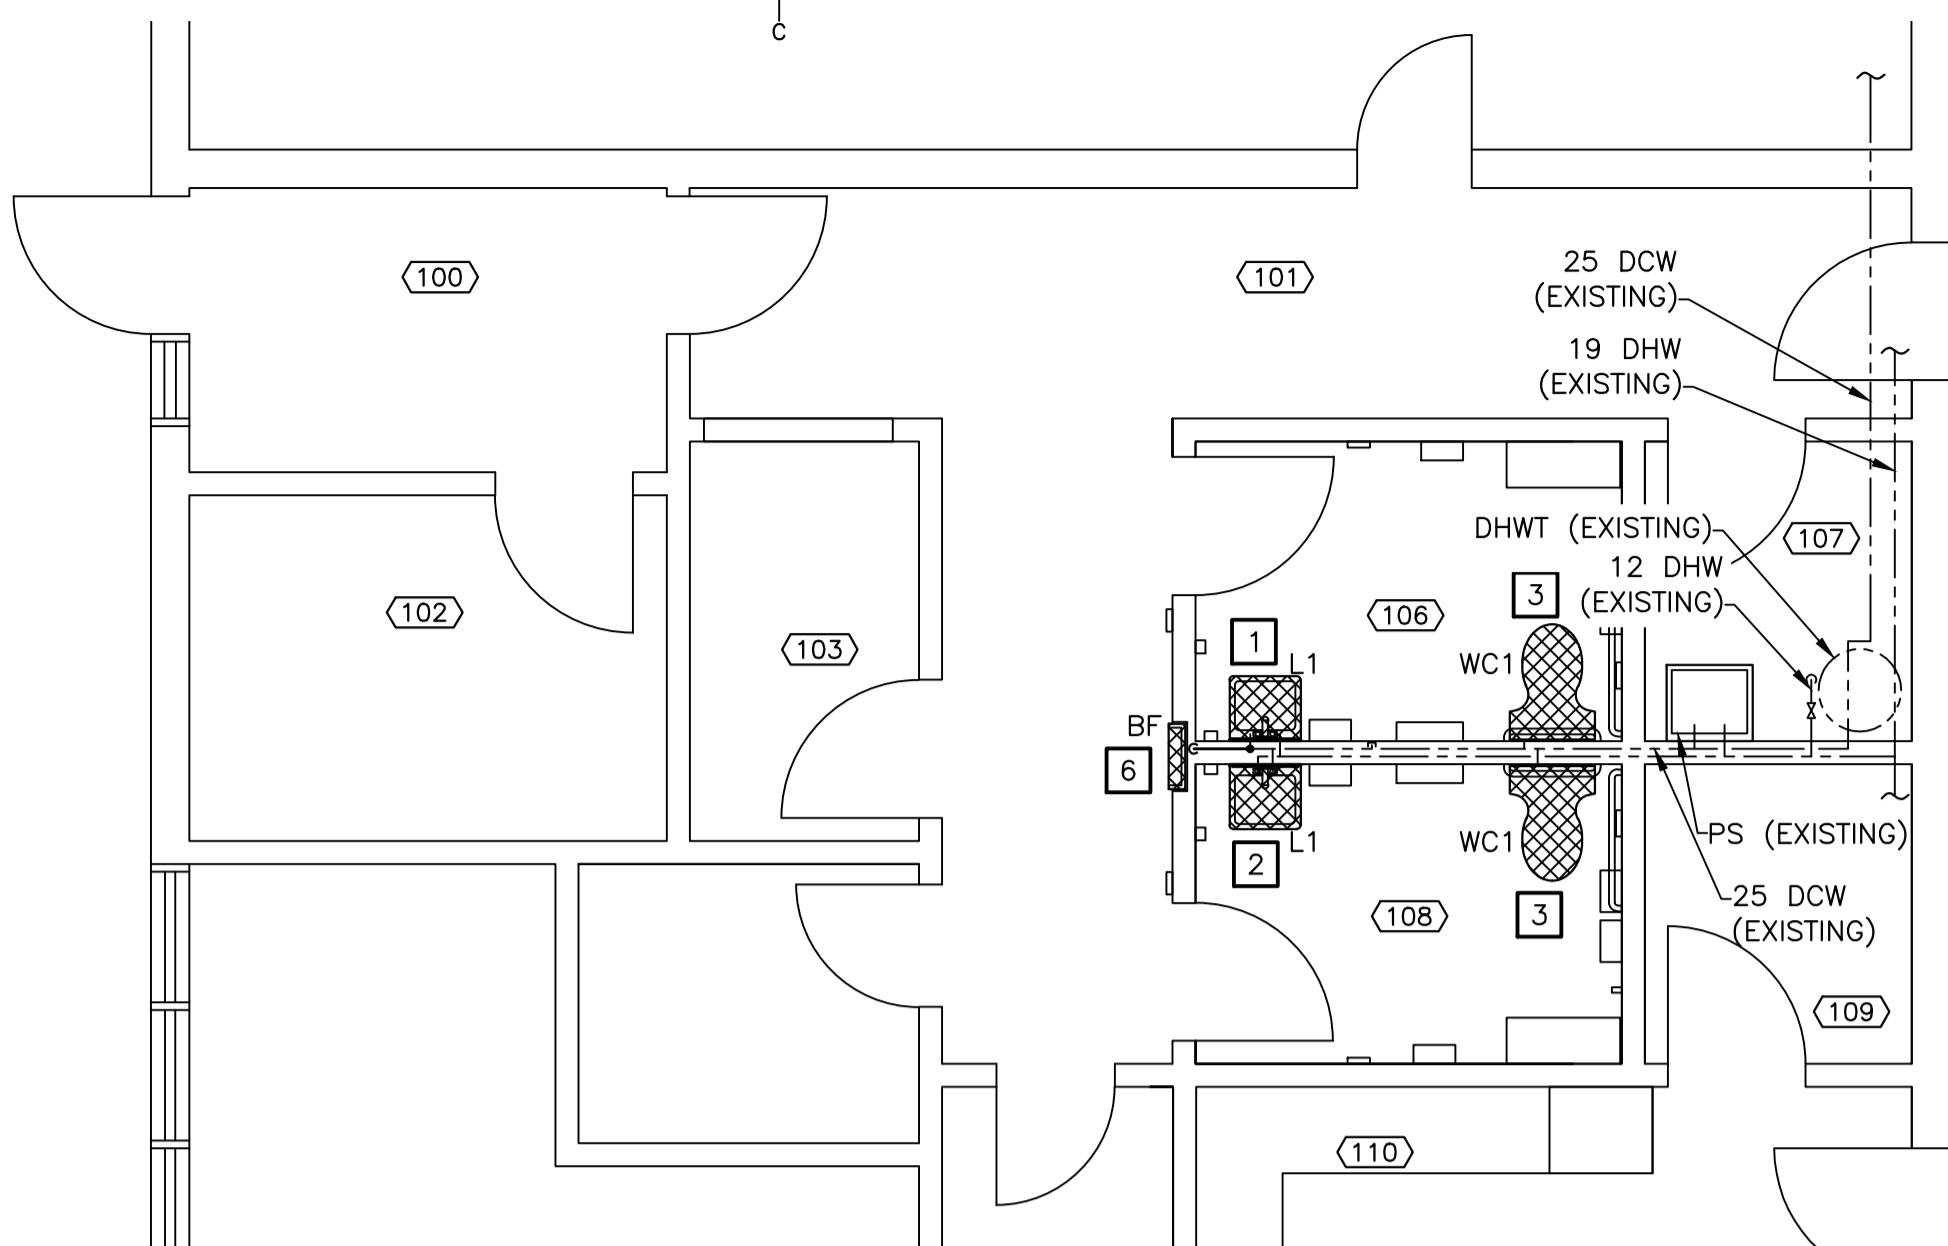 C
100
101
25 DCW
(EXISTING)
19 DHW
(EXISTING)
DHWT (EXISTING)
107
12 DHW
(EXISTING)
102
103
106
3
1
L1
WC1
BF
6
PS (EXISTING)
L1
WC1
2
25 DCW
(EXISTING)
108
3
109
110